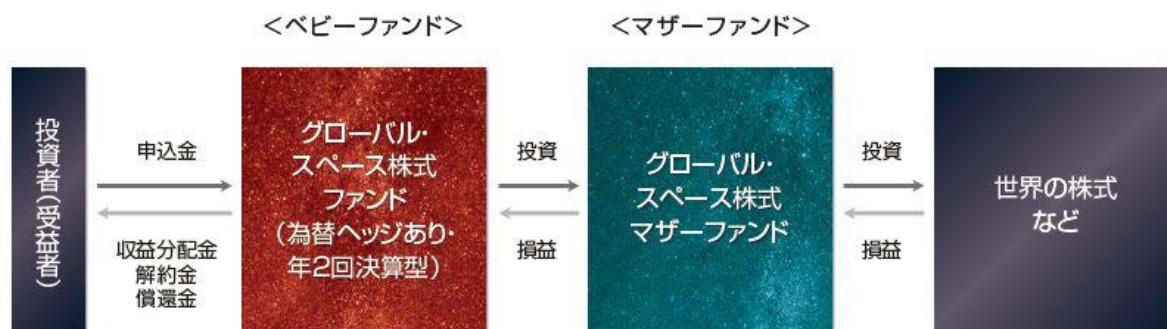 <ベビーファンド>
<マザーファンド>
投資者(受益者)
申込金
収益分配金
解約金
償還金
グローバル・
スペース株式
ファンド
(為替ヘッジあり・
年2回決算型)
投資
損益
グローバル・
スペース株式
マザーファンド
投資
損益
世界の株式
など